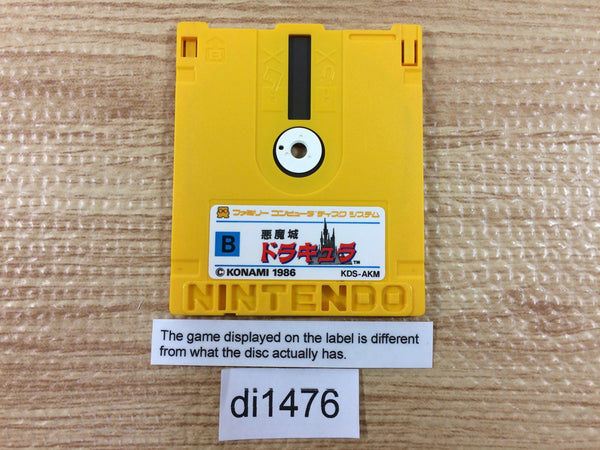 ファミリー コンピュータ ディスク システム
B
悪魔城
ドラキュラ™
© KONAMI 1986 KDS-AKM
NINTENDO
The game displayed on the label is different
from what the disc actually has.
di1476